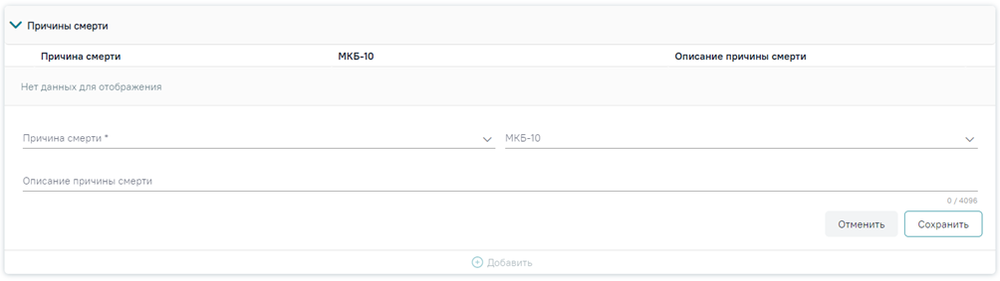 Причины смерти
Причина смерти МКБ-10 Описание причины смерти
Нет данных для отображения
Причина смерти * МКБ-10
Описание причины смерти
0 / 4096
Отменить Сохранить
Добавить